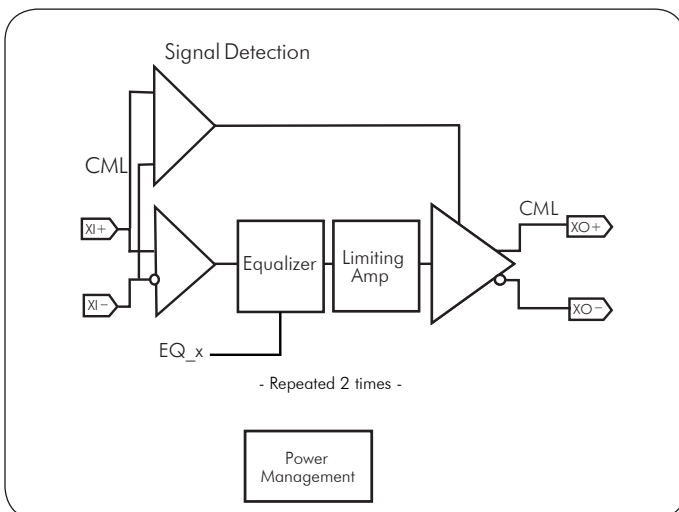 Signal Detection
CML
XI+
XI−
Equalizer
Limiting
Amp
CML
XO+
XO−
EQ_x
- Repeated 2 times -
Power
Management